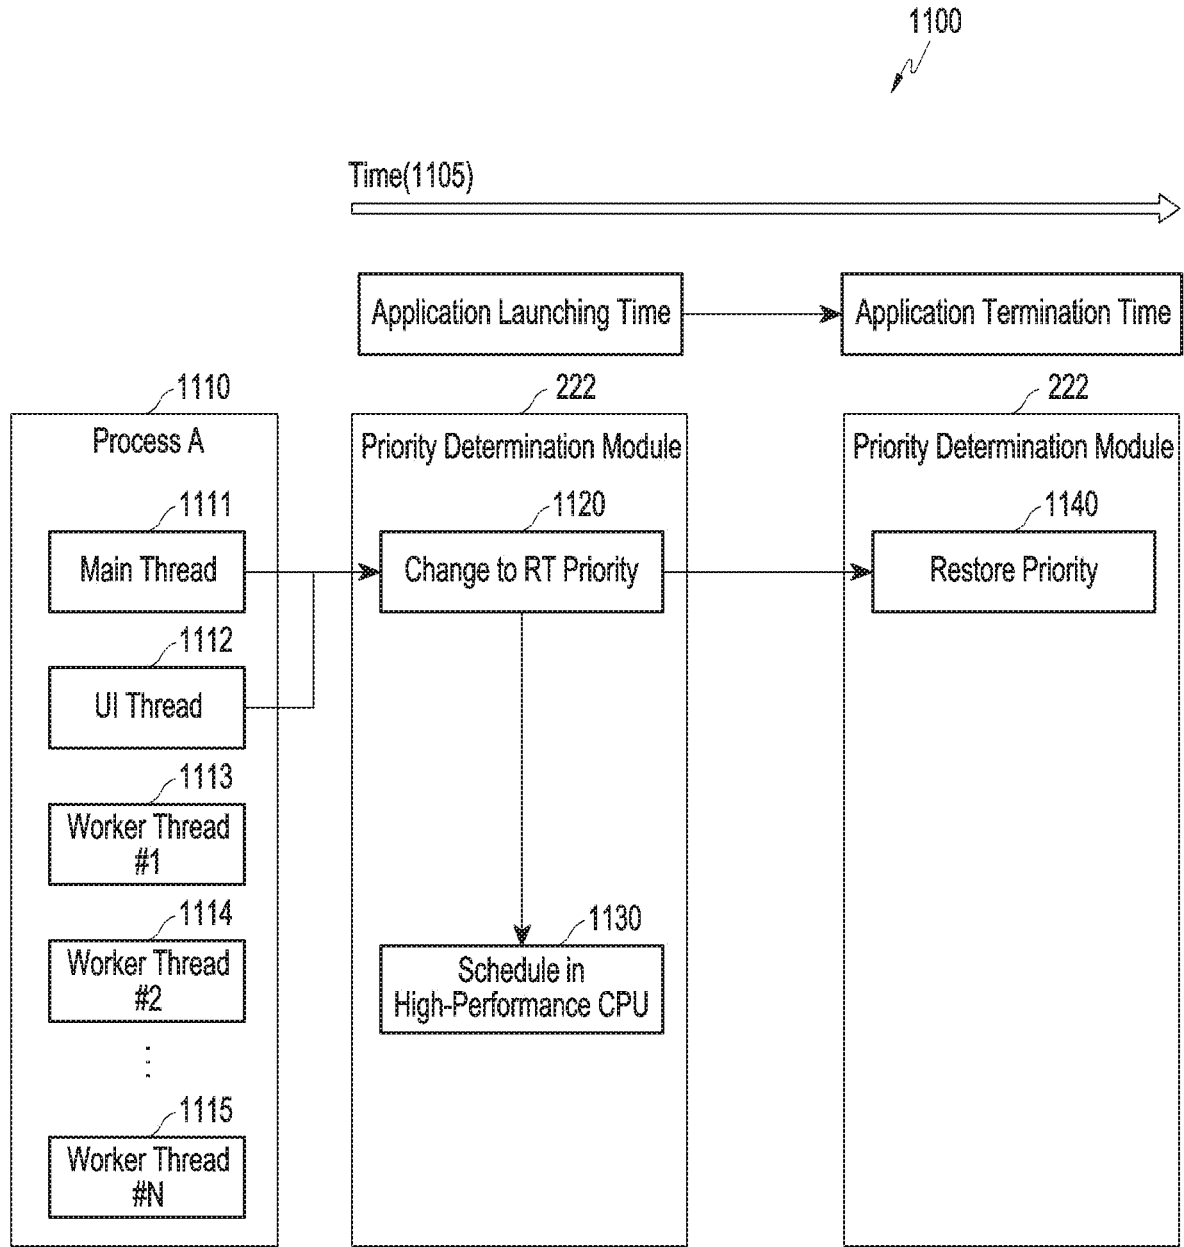 1100
Time(1105)
Application Launching Time
Application Termination Time
1110
222
222
Process A
Priority Determination Module
Priority Determination Module
1111
1120
1140
Main Thread
Change to RT Priority
Restore Priority
1112
UI Thread
1113
Worker Thread
#1
1114
1130
Worker Thread
#2
Schedule in
High-Performance CPU
⋮
1115
Worker Thread
#N